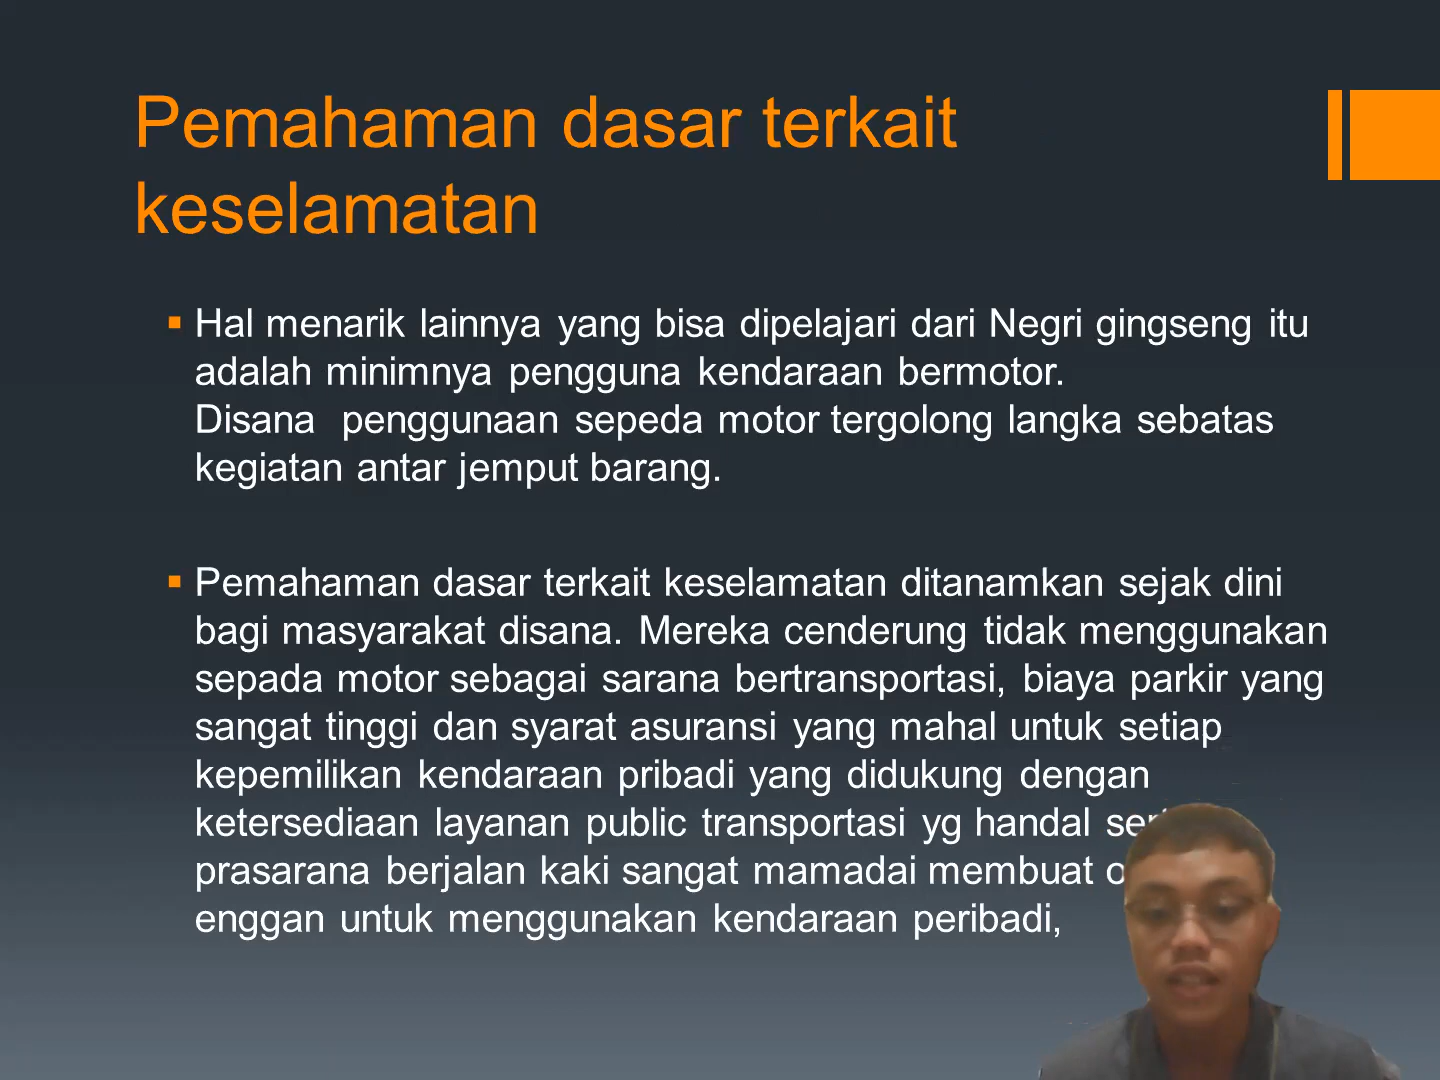 Pemahaman dasar terkait
keselamatan
Hal menarik lainnya yang bisa dipelajari dari Negri gingseng itu
adalah minimnya pengguna kendaraan bermotor.
Disana penggunaan sepeda motor tergolong langka sebatas
kegiatan antar jemput barang.
Pemahaman dasar terkait keselamatan ditanamkan sejak dini
bagi masyarakat disana. Mereka cenderung tidak menggunakan
sepada motor sebagai sarana bertransportasi, biaya parkir yang
sangat tinggi dan syarat asuransi yang mahal untuk setiap
kepemilikan kendaraan pribadi yang didukung dengan
ketersediaan layanan public transportasi yg handal
prasarana berjalan kaki sangat mamadai membuat
enggan untuk menggunakan kendaraan peribadi,